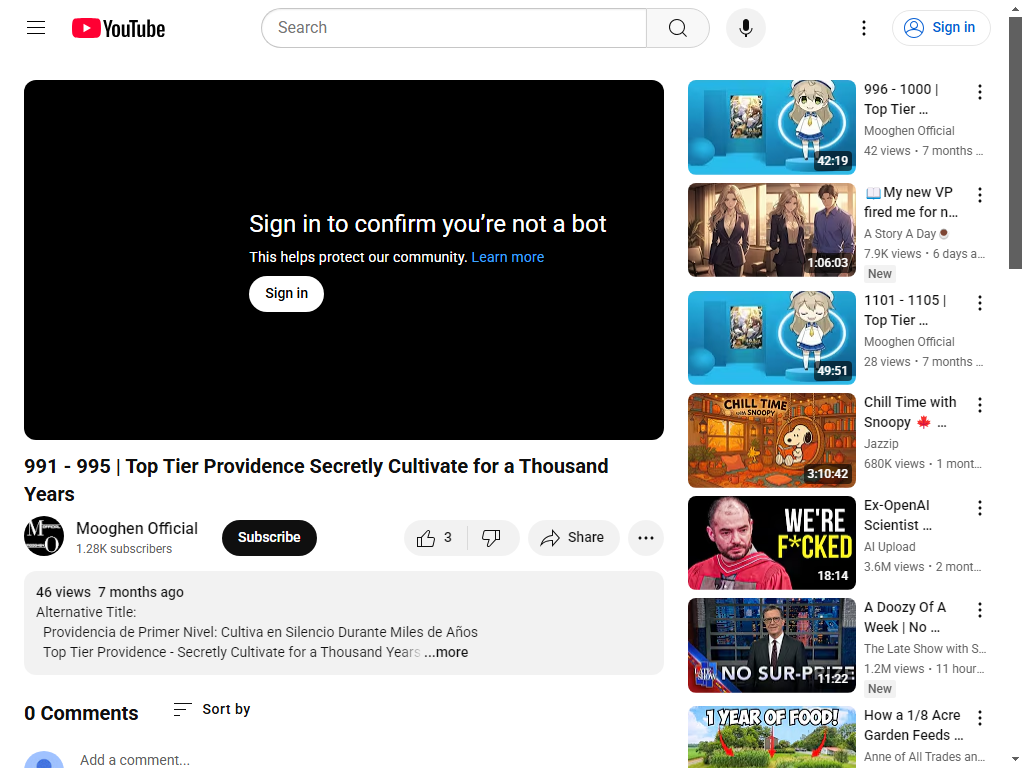 YouTube
Search
Sign in
Sign in to confirm you're not a bot
This helps protect our community. Learn more
Sign in
991 - 995 | Top Tier Providence Secretly Cultivate for a Thousand
Years
Mooghen Official
1.28K subscribers
Subscribe
3
Share
46 views 7 months ago
Alternative Title:
Providencia de Primer Nivel: Cultiva en Silencio Durante Miles de Años
Top Tier Providence - Secretly Cultivate for a Thousand Years ...more
0 Comments
Sort by
Add a comment...
42:19
996 - 1000 |
Top Tier ...
Mooghen Official
42 views • 7 months ...
1:06:03
My new VP
fired me for n...
A Story A Day
7.9K views • 6 days a...
New
49:51
1101 - 1105 |
Top Tier ...
Mooghen Official
28 views • 7 months ...
CHILL TIME
WITH SNOOPY
3:10:42
Chill Time with
Snoopy 🍁 ...
Jazzip
680K views • 1 mont...
WE'RE
F*CKED
18:14
Ex-OpenAI
Scientist ...
AI Upload
3.6M views • 2 mont...
LATE SHOW
NO SUR-PRIZE
11:22
A Doozy Of A
Week | No ...
The Late Show with S...
1.2M views • 11 hour...
New
1 YEAR OF FOOD!
How a 1/8 Acre
Garden Feeds ...
Anne of All Trades an...